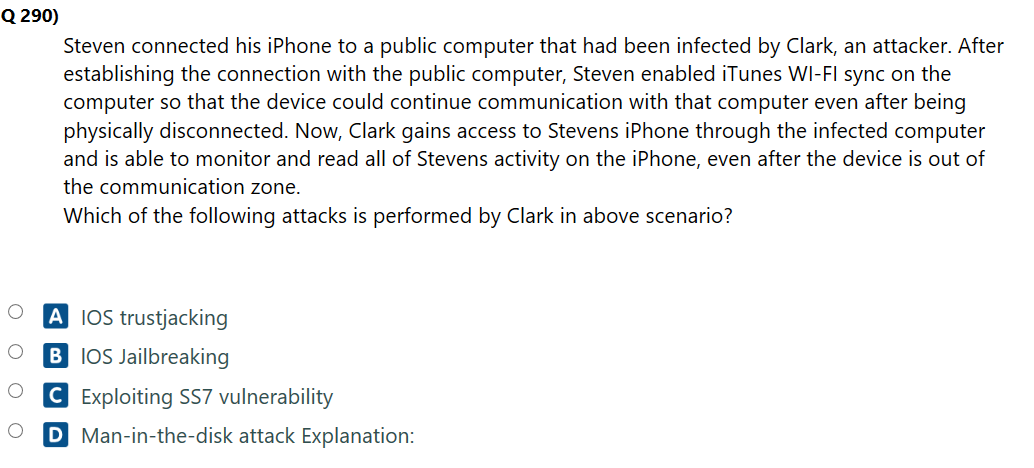 Q 290)
Steven connected his iPhone to a public computer that had been infected by Clark, an attacker. After
establishing the connection with the public computer, Steven enabled iTunes WI-FI sync on the
computer so that the device could continue communication with that computer even after being
physically disconnected. Now, Clark gains access to Stevens iPhone through the infected computer
and is able to monitor and read all of Stevens activity on the iPhone, even after the device is out of
the communication zone.
Which of the following attacks is performed by Clark in above scenario?
A IOS trustjacking
B IOS Jailbreaking
C Exploiting SS7 vulnerability
D Man-in-the-disk attack Explanation: